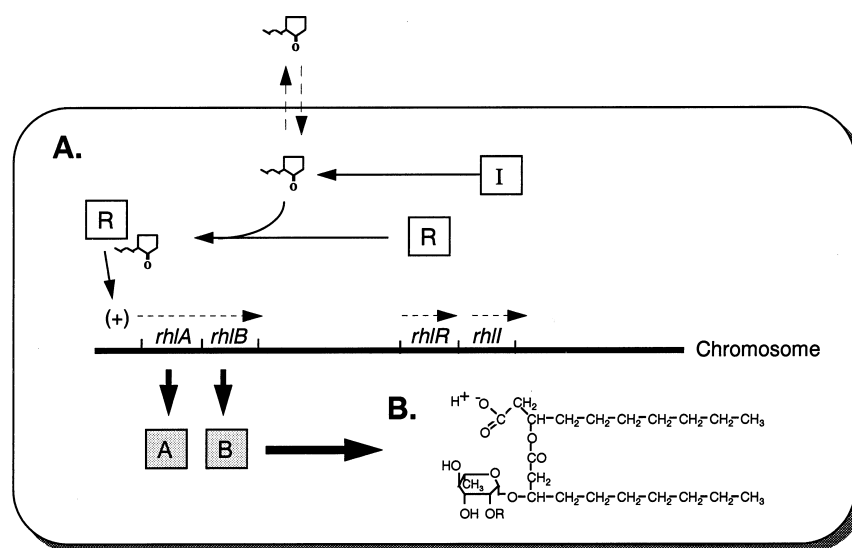 O
A.
O
I
R
R
O
(+)
rhlA rhlB rhlR rhlI
Chromosome
A B
B.
H+ -O
C
O
CH2
CH-CH2-CH2-CH2-CH2-CH2-CH2-CH3
O
CO
CH2
HO
O
CH3
O-CH-CH2-CH2-CH2-CH2-CH2-CH2-CH3
OH OR